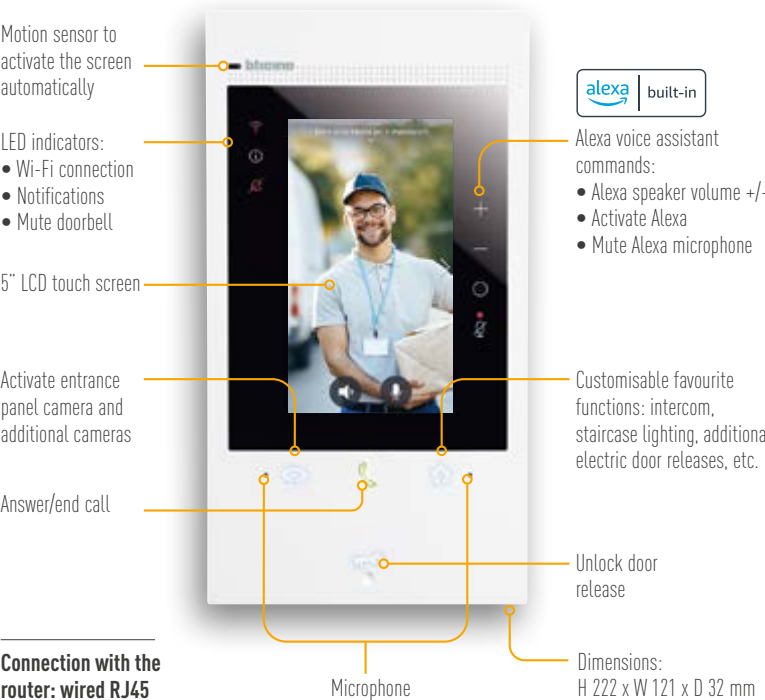 Motion sensor to
activate the screen
automatically
bticino
LED indicators:
• Wi-Fi connection
• Notifications
• Mute doorbell
5" LCD touch screen
Activate entrance
panel camera and
additional cameras
Answer/end call
Connection with the
router: wired RJ45
alexa | built-in
Alexa voice assistant
commands:
• Alexa speaker volume +/-
• Activate Alexa
• Mute Alexa microphone
Customisable favourite
functions: intercom,
staircase lighting, additiona
electric door releases, etc.
Unlock door
release
Dimensions:
H 222 x W 121 x D 32 mm
Microphone